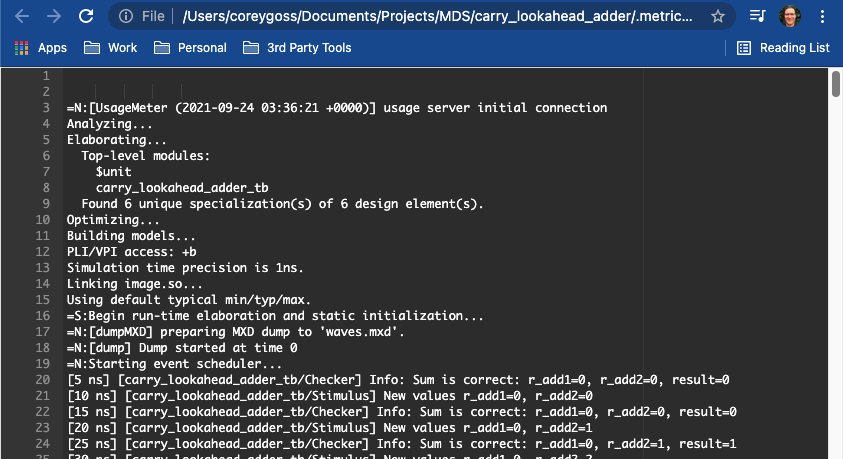 File /Users/coreygoss/Documents/Projects/MDS/carry_lookahead_adder/.metric...
Apps Work Personal 3rd Party Tools Reading List
1
2
3 =N:[UsageMeter (2021-09-24 03:36:21 +0000)] usage server initial connection
4 Analyzing...
5 Elaborating...
6 Top-level modules:
7 $unit
8 carry_lookahead_adder_tb
9 Found 6 unique specialization(s) of 6 design element(s).
10 Optimizing...
11 Building models...
12 PLI/VPI access: +b
13 Simulation time precision is 1ns.
14 Linking image.so...
15 Using default typical min/typ/max.
16 =S:Begin run-time elaboration and static initialization...
17 =N:[dumpMXD] preparing MXD dump to 'waves.mxd'.
18 =N:[dump] Dump started at time 0
19 =N:Starting event scheduler...
20 [5 ns] [carry_lookahead_adder_tb/Checker] Info: Sum is correct: r_add1=0, r_add2=0, result=0
21 [10 ns] [carry_lookahead_adder_tb/Stimulus] New values r_add1=0, r_add2=0
22 [15 ns] [carry_lookahead_adder_tb/Checker] Info: Sum is correct: r_add1=0, r_add2=0, result=0
23 [20 ns] [carry_lookahead_adder_tb/Stimulus] New values r_add1=0, r_add2=1
24 [25 ns] [carry_lookahead_adder_tb/Checker] Info: Sum is correct: r_add1=0, r_add2=1, result=1